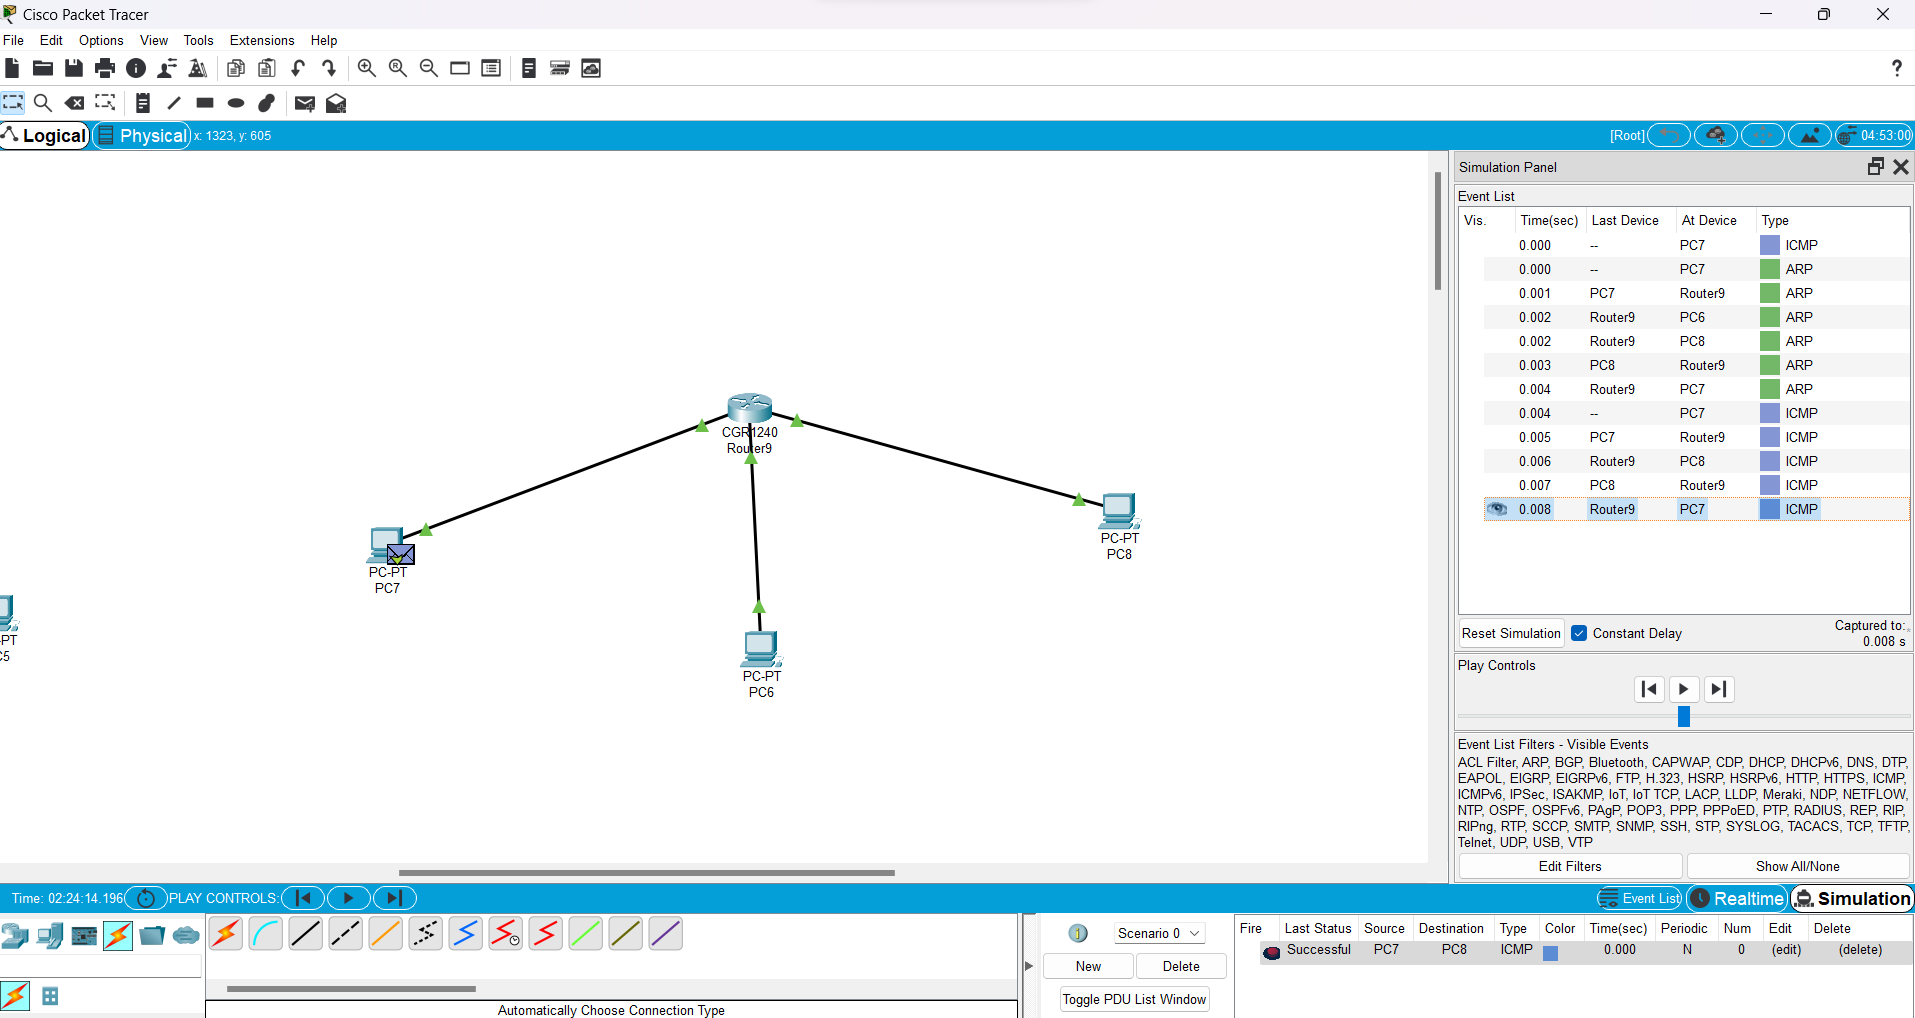 Cisco Packet Tracer
File Edit Options View Tools Extensions Help
?
Logical Physical x: 1323, y: 605 [Root] 04:53:00
Simulation Panel
Event List
Vis. Time(sec) Last Device At Device Type
0.000 -- PC7 ICMP
0.000 -- PC7 ARP
0.001 PC7 Router9 ARP
0.002 Router9 PC6 ARP
0.002 Router9 PC8 ARP
0.003 PC8 Router9 ARP
0.004 Router9 PC7 ARP
0.004 -- PC7 ICMP
0.005 PC7 Router9 ICMP
0.006 Router9 PC8 ICMP
0.007 PC8 Router9 ICMP
0.008 Router9 PC7 ICMP
CGR1240
Router9
PC-PT
PC8
PC-PT
PC7
-PT
C5
PC-PT
PC6
Reset Simulation Constant Delay Captured to:
0.008 s
Play Controls
Event List Filters - Visible Events
ACL Filter, ARP, BGP, Bluetooth, CAPWAP, CDP, DHCP, DHCPv6, DNS, DTP,
EAPOL, EIGRP, EIGRPv6, FTP, H.323, HSRP, HSRPv6, HTTP, HTTPS, ICMP,
ICMPv6, IPSec, ISAKMP, IoT, IoT TCP, LACP, LLDP, Meraki, NDP, NETFLOW,
NTP, OSPF, OSPFv6, PAgP, POP3, PPP, PPPoED, PTP, RADIUS, REP, RIP,
RIPng, RTP, SCCP, SMTP, SNMP, SSH, STP, SYSLOG, TACACS, TCP, TFTP,
Telnet, UDP, USB, VTP
Edit Filters Show All/None
Time: 02:24:14.196 PLAY CONTROLS: Event List Realtime Simulation
Scenario 0
New Delete
Toggle PDU List Window
Fire Last Status Source Destination Type Color Time(sec) Periodic Num Edit Delete
Successful PC7 PC8 ICMP 0.000 N 0 (edit) (delete)
Automatically Choose Connection Type